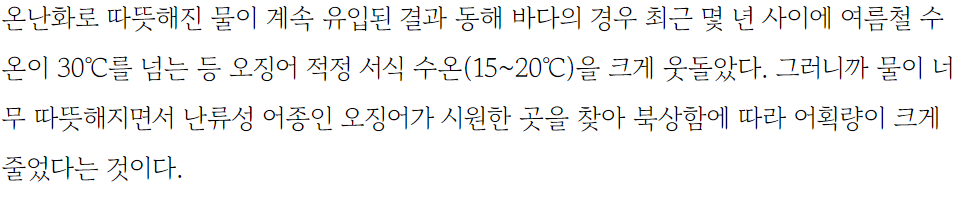 온난화로 따뜻해진 물이 계속 유입된 결과 동해 바다의 경우 최근 몇 년 사이에 여름철 수
온이 30℃를 넘는 등 오징어 적정 서식 수온(15~20℃)을 크게 웃돌았다. 그러니까 물이 너
무 따뜻해지면서 난류성 어종인 오징어가 시원한 곳을 찾아 북상함에 따라 어획량이 크게
줄었다는 것이다.